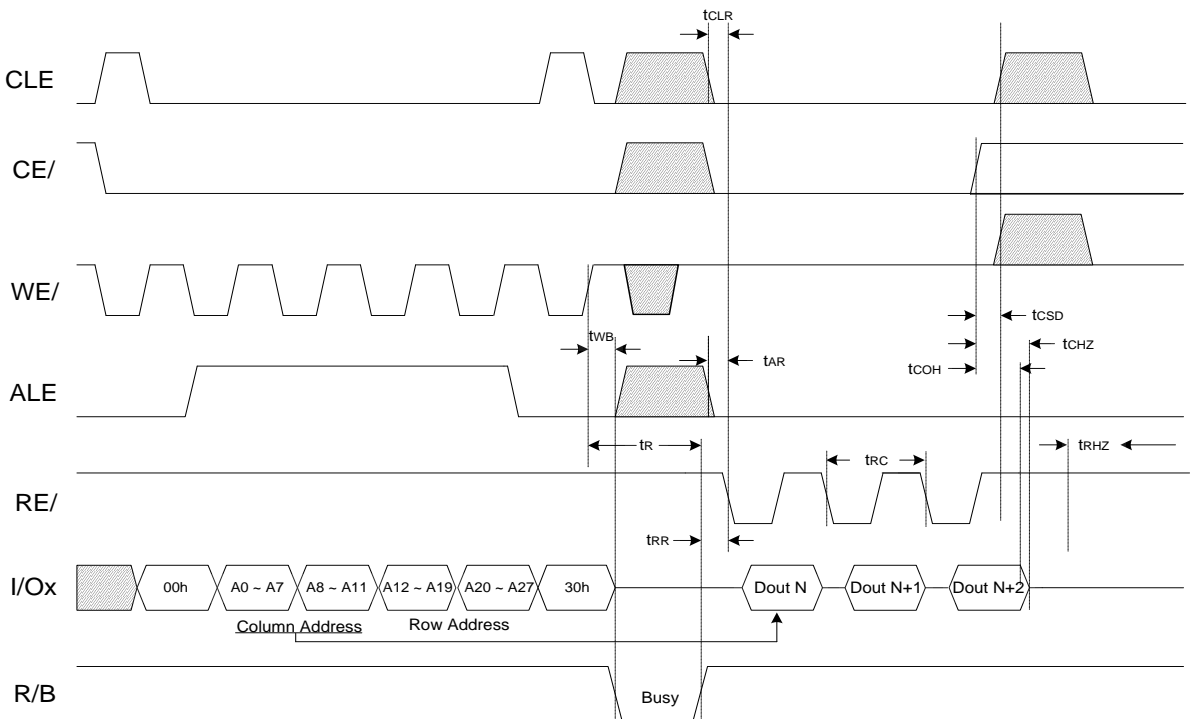 tCLR
CLE
CE/
WE/
tCSD
tWB
tCHZ
tAR
tCOH
ALE
tR
tRHZ
tRC
RE/
tRR
I/Ox
00h
A0 ~ A7
A8 ~ A11
A12 ~ A19
A20 ~ A27
30h
Dout N
Dout N+1
Dout N+2
Column Address
Row Address
R/B
Busy